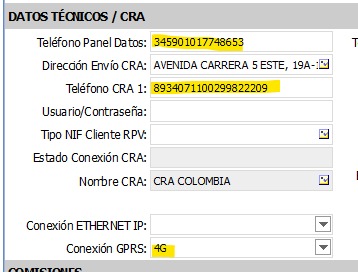 DATOS TÉCNICOS / CRA
Teléfono Panel Datos: 345901017748653
Dirección Envío CRA: AVENIDA CARRERA 5 ESTE, 19A-
Teléfono CRA 1: 8934071100299822209
Usuario/Contraseña:
Tipo NIF Cliente RPV:
Estado Conexión CRA:
Nombre CRA: CRA COLOMBIA
Conexión ETHERNET IP:
Conexión GPRS: 4G